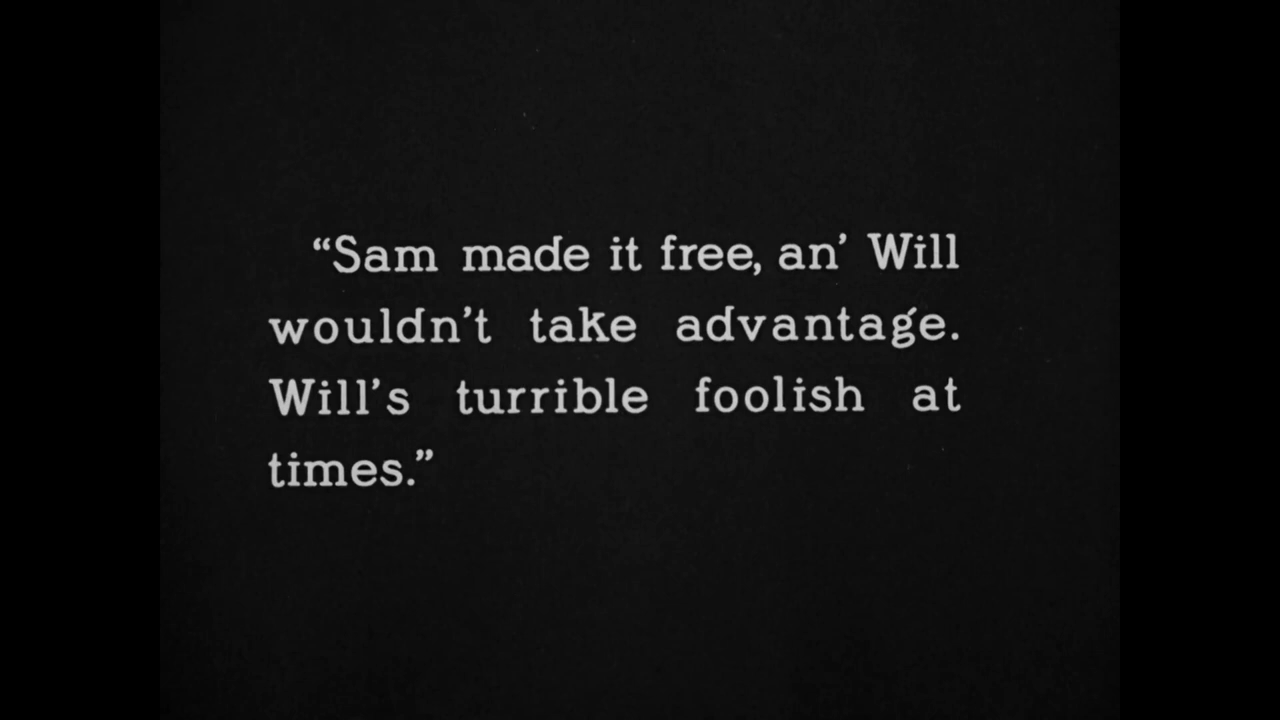 “Sam made it free, an’ Will
wouldn’t take advantage.
Will’s turrible foolish at
times.”